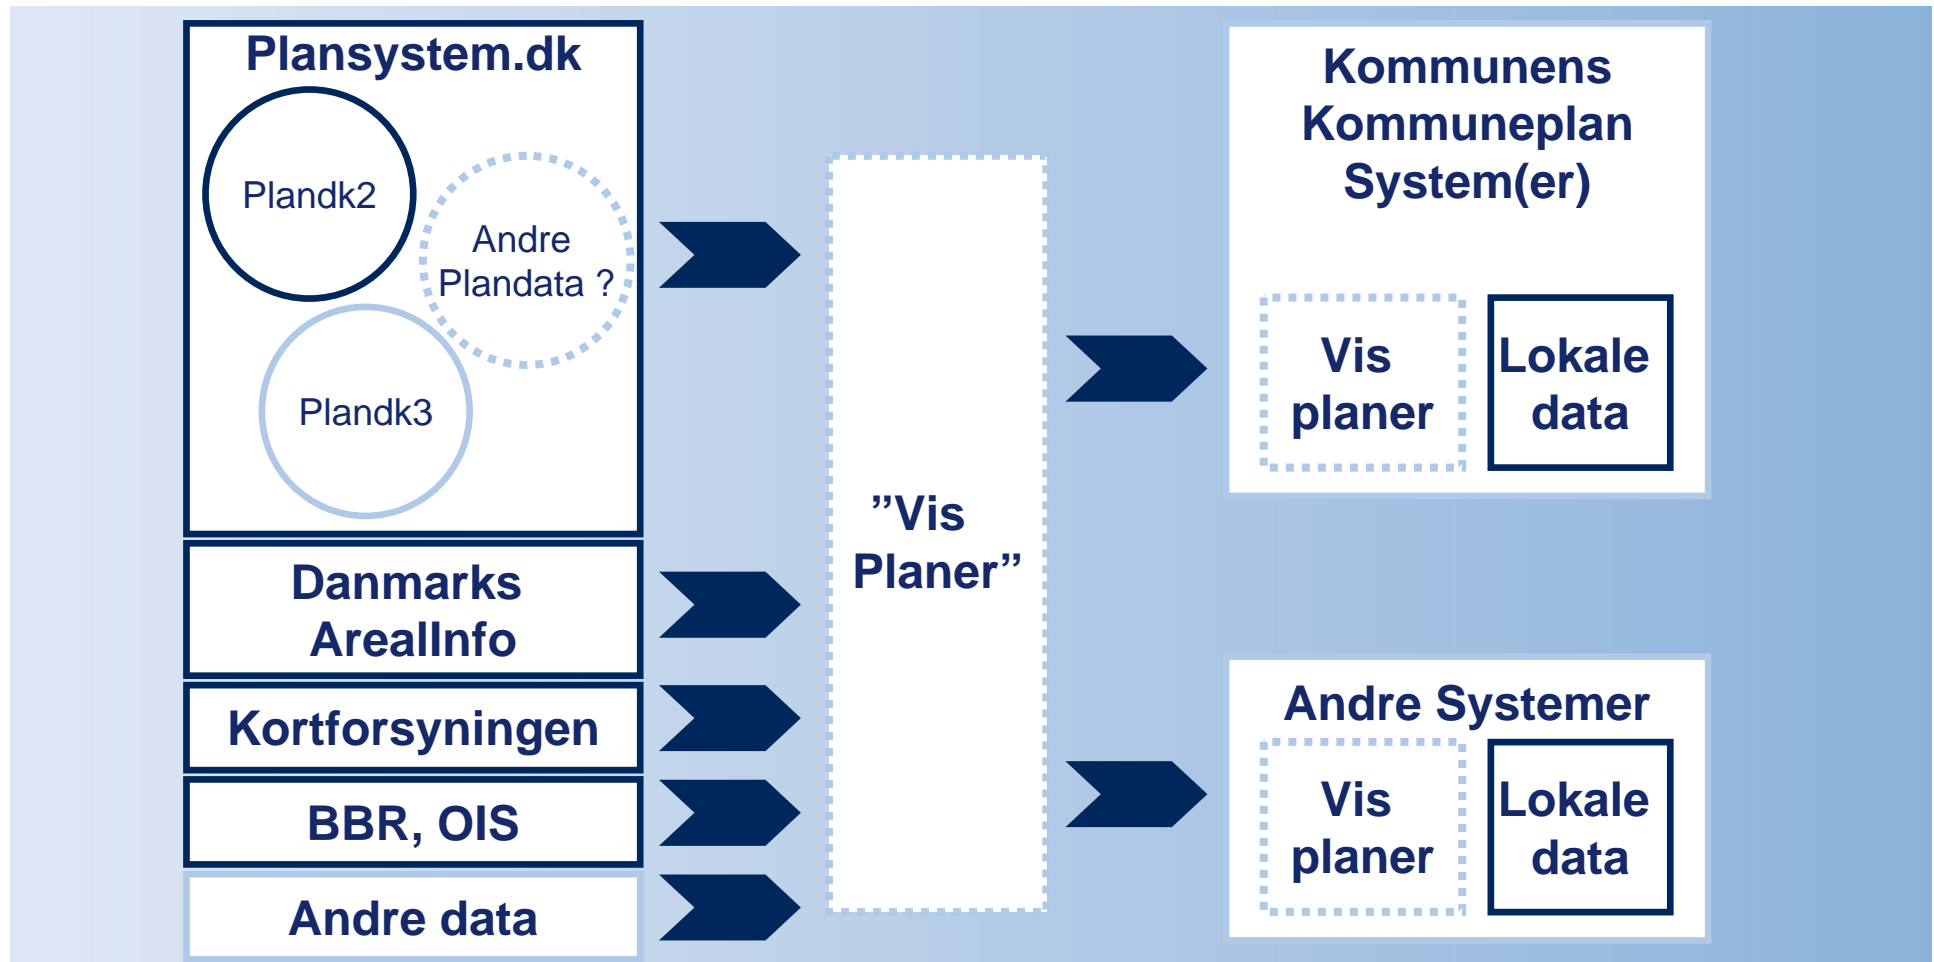 Plansystem.dk
Plandk2
Andre
Plandata ?
Plandk3
Danmarks
ArealInfo
Kortforsyningen
BBR, OIS
Andre data
”Vis
Planer”
Kommunens
Kommuneplan
System(er)
Vis
planer
Lokale
data
Andre Systemer
Vis
planer
Lokale
data